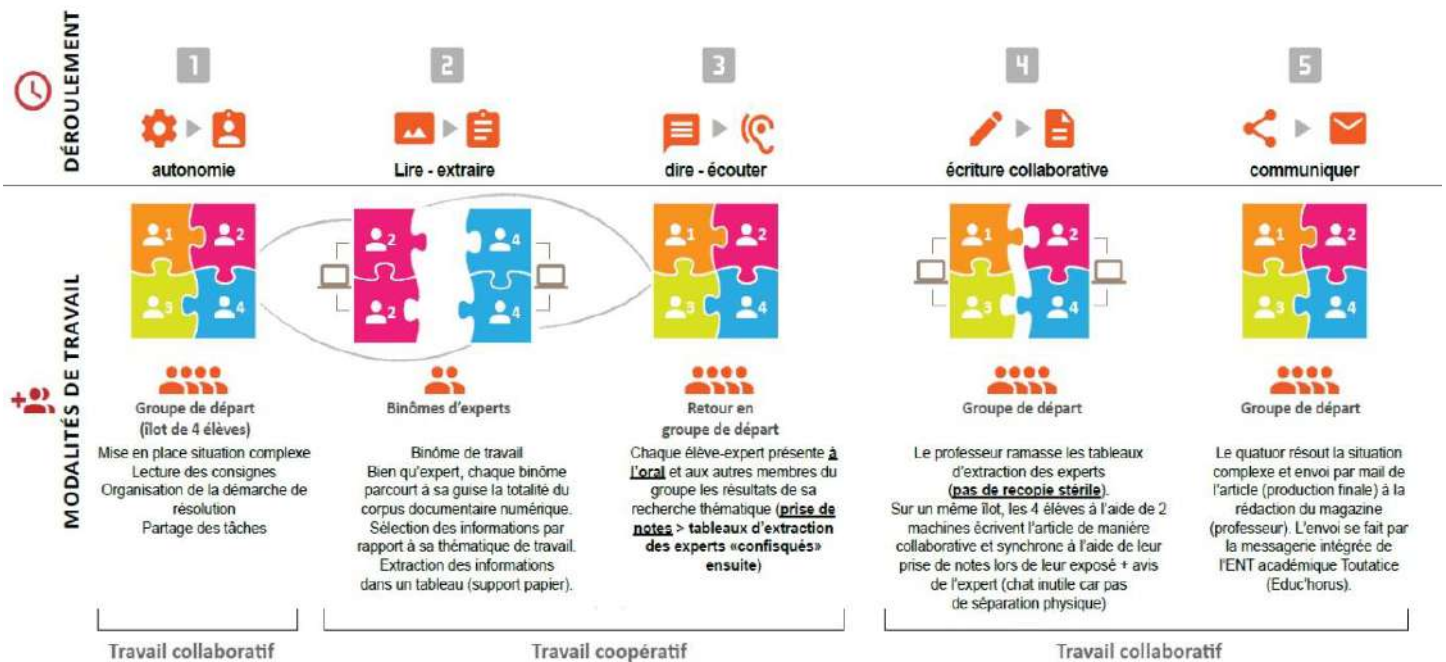 DÉROULEMENT
1
2
3
4
5
autonomie
Lire - extraire
dire - écouter
écriture collaborative
communiquer
MODALITÉS DE TRAVAIL
1
2
3
4
2
4
2
4
1
2
3
4
1
2
3
4
1
2
3
4
Groupe de départ
(îlot de 4 élèves)
Mise en place situation complexe
Lecture des consignes
Organisation de la démarche de
résolution
Partage des tâches
Binômes d'experts
Binôme de travail
Bien qu'expert, chaque binôme
parcourt à sa guise la totalité du
corpus documentaire numérique.
Sélection des informations par
rapport à sa thématique de travail.
Extraction des informations
dans un tableau (support papier).
Retour en
groupe de départ
Chaque élève-expert présente à
l'oral et aux autres membres du
groupe les résultats de sa
recherche thématique (prise de
notes > tableaux d'extraction
des experts «confisqués»
ensuite)
Groupe de départ
Le professeur ramasse les tableaux
d'extraction des experts
(pas de recopie stérile).
Sur un même îlot, les 4 élèves à l'aide de 2
machines écrivent l'article de manière
collaborative et synchrone à l'aide de leur
prise de notes lors de leur exposé + avis
de l'expert (chat inutile car pas
de séparation physique)
Groupe de départ
Le quatuor résout la situation
complexe et envoi par mail de
l'article (production finale) à la
rédaction du magazine
(professeur). L'envoi se fait par
la messagerie intégrée de
l'ENT académique Toutatice
(Educ'horus).
Travail collaboratif
Travail coopératif
Travail collaboratif